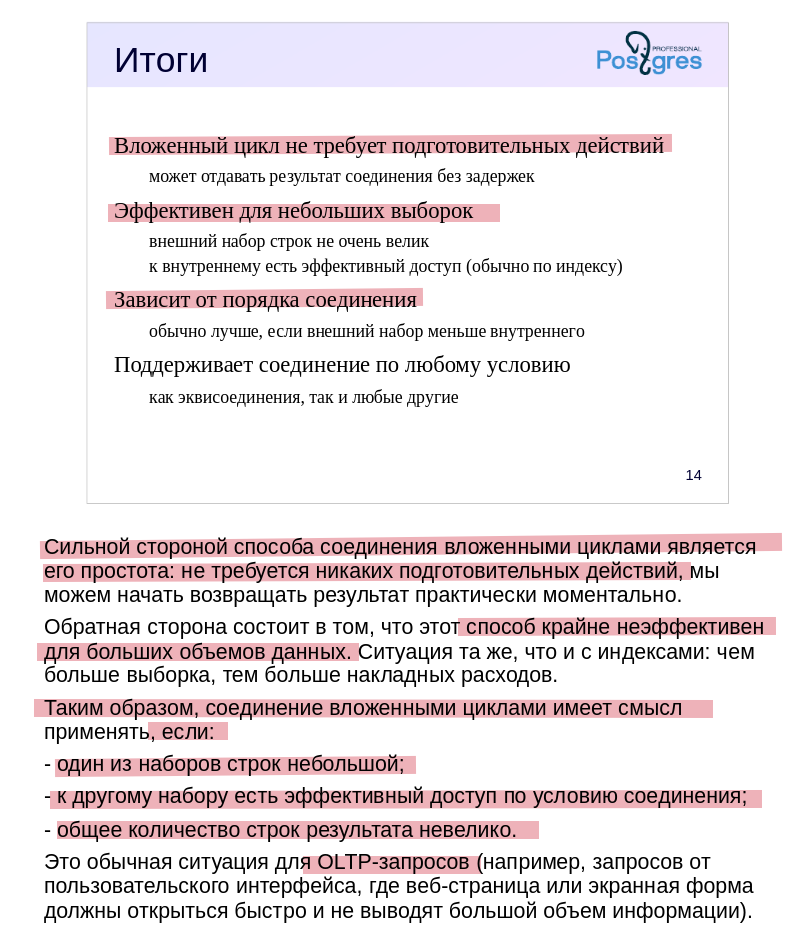 Итоги
PROFESSIONAL
Postgres
Вложенный цикл не требует подготовительных действий
может отдавать результат соединения без задержек
Эффективен для небольших выборок
внешний набор строк не очень велик
к внутреннему есть эффективный доступ (обычно по индексу)
Зависит от порядка соединения
обычно лучше, если внешний набор меньше внутреннего
Поддерживает соединение по любому условию
как эквисоединения, так и любые другие
14
Сильной стороной способа соединения вложенными циклами является
его простота: не требуется никаких подготовительных действий, мы
можем начать возвращать результат практически моментально.
Обратная сторона состоит в том, что этот способ крайне неэффективен
для больших объемов данных. Ситуация та же, что и с индексами: чем
больше выборка, тем больше накладных расходов.
Таким образом, соединение вложенными циклами имеет смысл
применять, если:
- один из наборов строк небольшой;
- к другому набору есть эффективный доступ по условию соединения;
- общее количество строк результата невелико.
Это обычная ситуация для OLTP-запросов (например, запросов от
пользовательского интерфейса, где веб-страница или экранная форма
должны открыться быстро и не выводят большой объем информации).